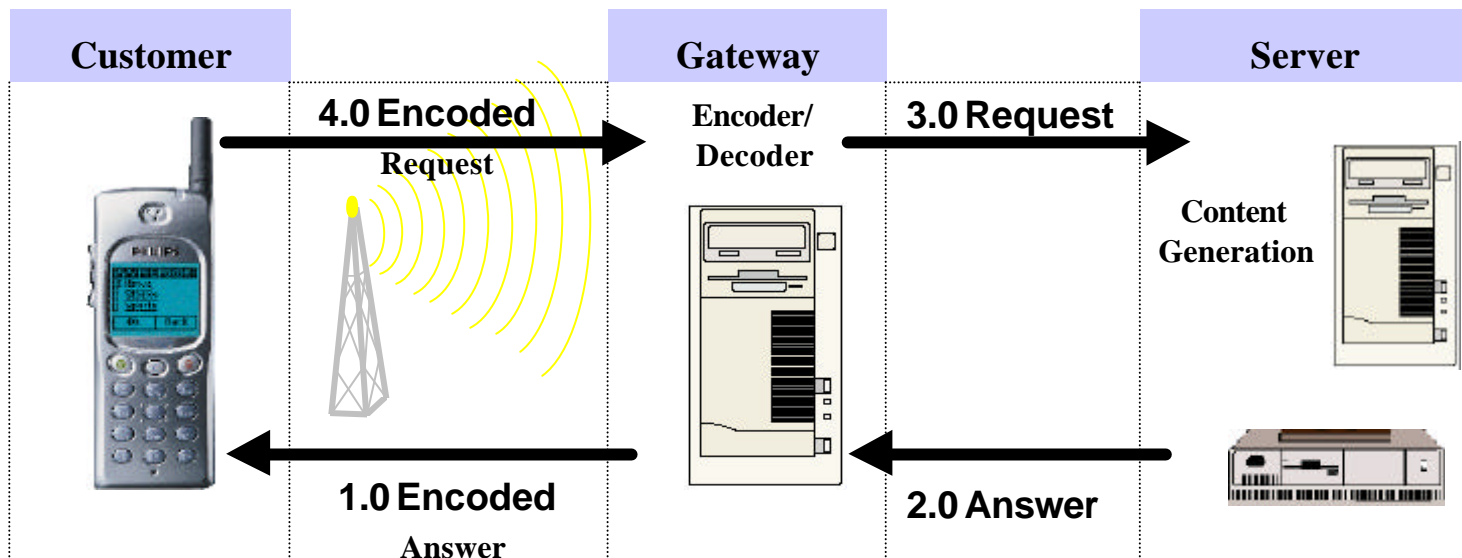 Customer
Gateway
Server
4.0 Encoded
Request
Encoder/
Decoder
3.0 Request
Content
Generation
PHILIPS
1.0 Encoded
Answer
2.0 Answer